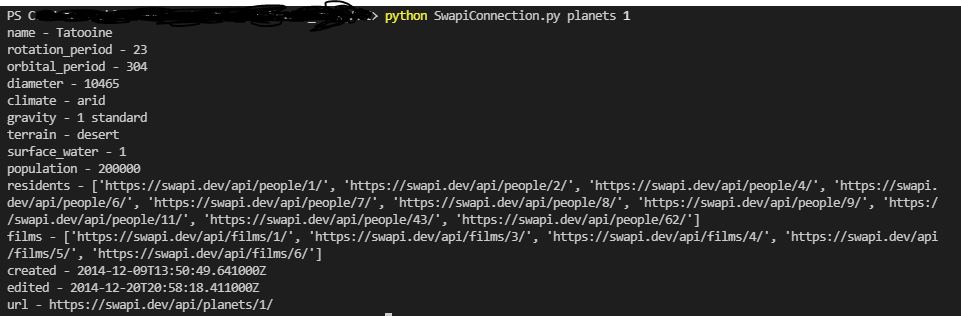 PS C > python SwapiConnection.py planets 1
name - Tatooine
rotation_period - 23
orbital_period - 304
diameter - 10465
climate - arid
gravity - 1 standard
terrain - desert
surface_water - 1
population - 200000
residents - ['https://swapi.dev/api/people/1/', 'https://swapi.dev/api/people/2/', 'https://swapi.dev/api/people/4/', 'https://swapi.
dev/api/people/6/', 'https://swapi.dev/api/people/7/', 'https://swapi.dev/api/people/8/', 'https://swapi.dev/api/people/9/', 'https:/
/swapi.dev/api/people/11/', 'https://swapi.dev/api/people/43/', 'https://swapi.dev/api/people/62/']
films - ['https://swapi.dev/api/films/1/', 'https://swapi.dev/api/films/3/', 'https://swapi.dev/api/films/4/', 'https://swapi.dev/api
/films/5/', 'https://swapi.dev/api/films/6/']
created - 2014-12-09T13:50:49.641000Z
edited - 2014-12-20T20:58:18.411000Z
url - https://swapi.dev/api/planets/1/